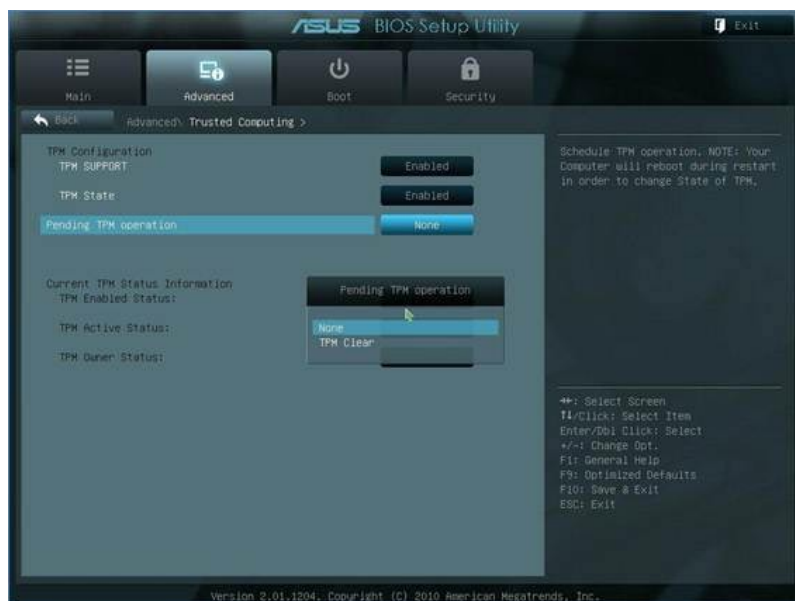 ASUS BIOS Setup Utility
Exit
Main
Advanced
Boot
Security
Back
Advanced\ Trusted Computing >
TPM Configuration
TPM SUPPORT
Enabled
TPM State
Enabled
Pending TPM operation
None
Current TPM Status Information
TPM Enabled Status:
TPM Active Status:
TPM Owner Status:
Pending TPM operation
None
TPM Clear
Schedule TPM operation. NOTE: Your
Computer will reboot during restart
in order to change State of TPM.
→←: Select Screen
↑↓/Click: Select Item
Enter/Dbl Click: Select
+/-: Change Opt.
F1: General Help
F9: Optimized Defaults
F10: Save & Exit
ESC: Exit
Version 2.01.1204. Copyright (C) 2010 American Megatrends, Inc.